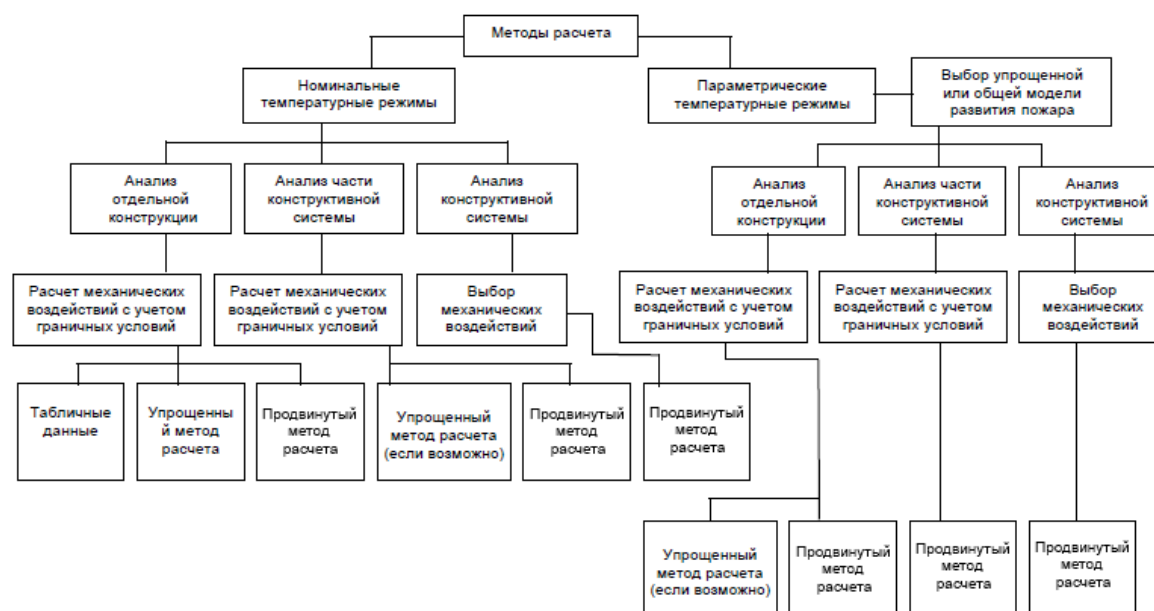 Методы расчета
Номинальные
температурные режимы
Параметрические
температурные режимы
Выбор упрощенной
или общей модели
развития пожара
Анализ
отдельной
конструкции
Анализ части
конструктивной
системы
Анализ
конструктивной
системы
Анализ
отдельной
конструкции
Анализ части
конструктивной
системы
Анализ
конструктивной
системы
Расчет механических
воздействий с учетом
граничных условий
Расчет механических
воздействий с учетом
граничных условий
Выбор
механических
воздействий
Расчет механических
воздействий с учетом
граничных условий
Расчет механических
воздействий с учетом
граничных условий
Выбор
механических
воздействий
Табличные
данные
Упрощенны
й метод
расчета
Продвинутый
метод
расчета
Упрощенный
метод расчета
(если возможно)
Продвинутый
метод
расчета
Продвинутый
метод
расчета
Упрощенный
метод расчета
(если возможно)
Продвинутый
метод
расчета
Продвинутый
метод
расчета
Продвинутый
метод
расчета